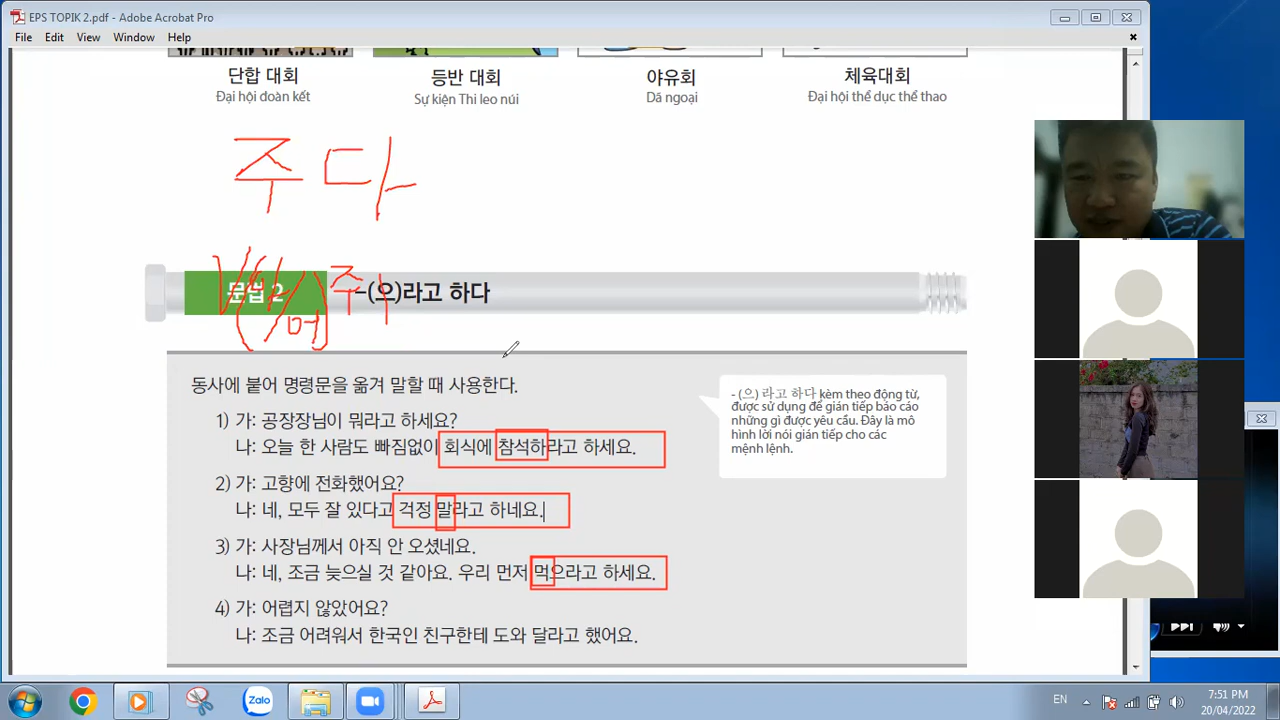 EPS TOPIK 2.pdf - Adobe Acrobat Pro
File Edit View Window Help
단합 대회
Đại hội đoàn kết
등반 대회
Sự kiện Thi leo núi
야유회
Dã ngoại
체육대회
Đại hội thể dục thể thao
주 다
문법 2 -(으)라고 하다
주
어
동사에 붙어 명령문을 옮겨 말할 때 사용한다.
1) 가: 공장장님이 뭐라고 하세요?
나: 오늘 한 사람도 빠짐없이 회식에 참석하라고 하세요.
2) 가: 고향에 전화했어요?
나: 네, 모두 잘 있다고 걱정 말라고 하네요.
3) 가: 사장님께서 아직 안 오셨네요.
나: 네, 조금 늦으실 것 같아요. 우리 먼저 먹으라고 하세요.
4) 가: 어렵지 않았어요?
나: 조금 어려워서 한국인 친구한테 도와 달라고 했어요.
- (으) 라고 하다 kèm theo động từ,
được sử dụng để gián tiếp báo cáo
những gì được yêu cầu. Đây là mô
hình lời nói gián tiếp cho các
mệnh lệnh.
Zalo
EN
7:51 PM
20/04/2022